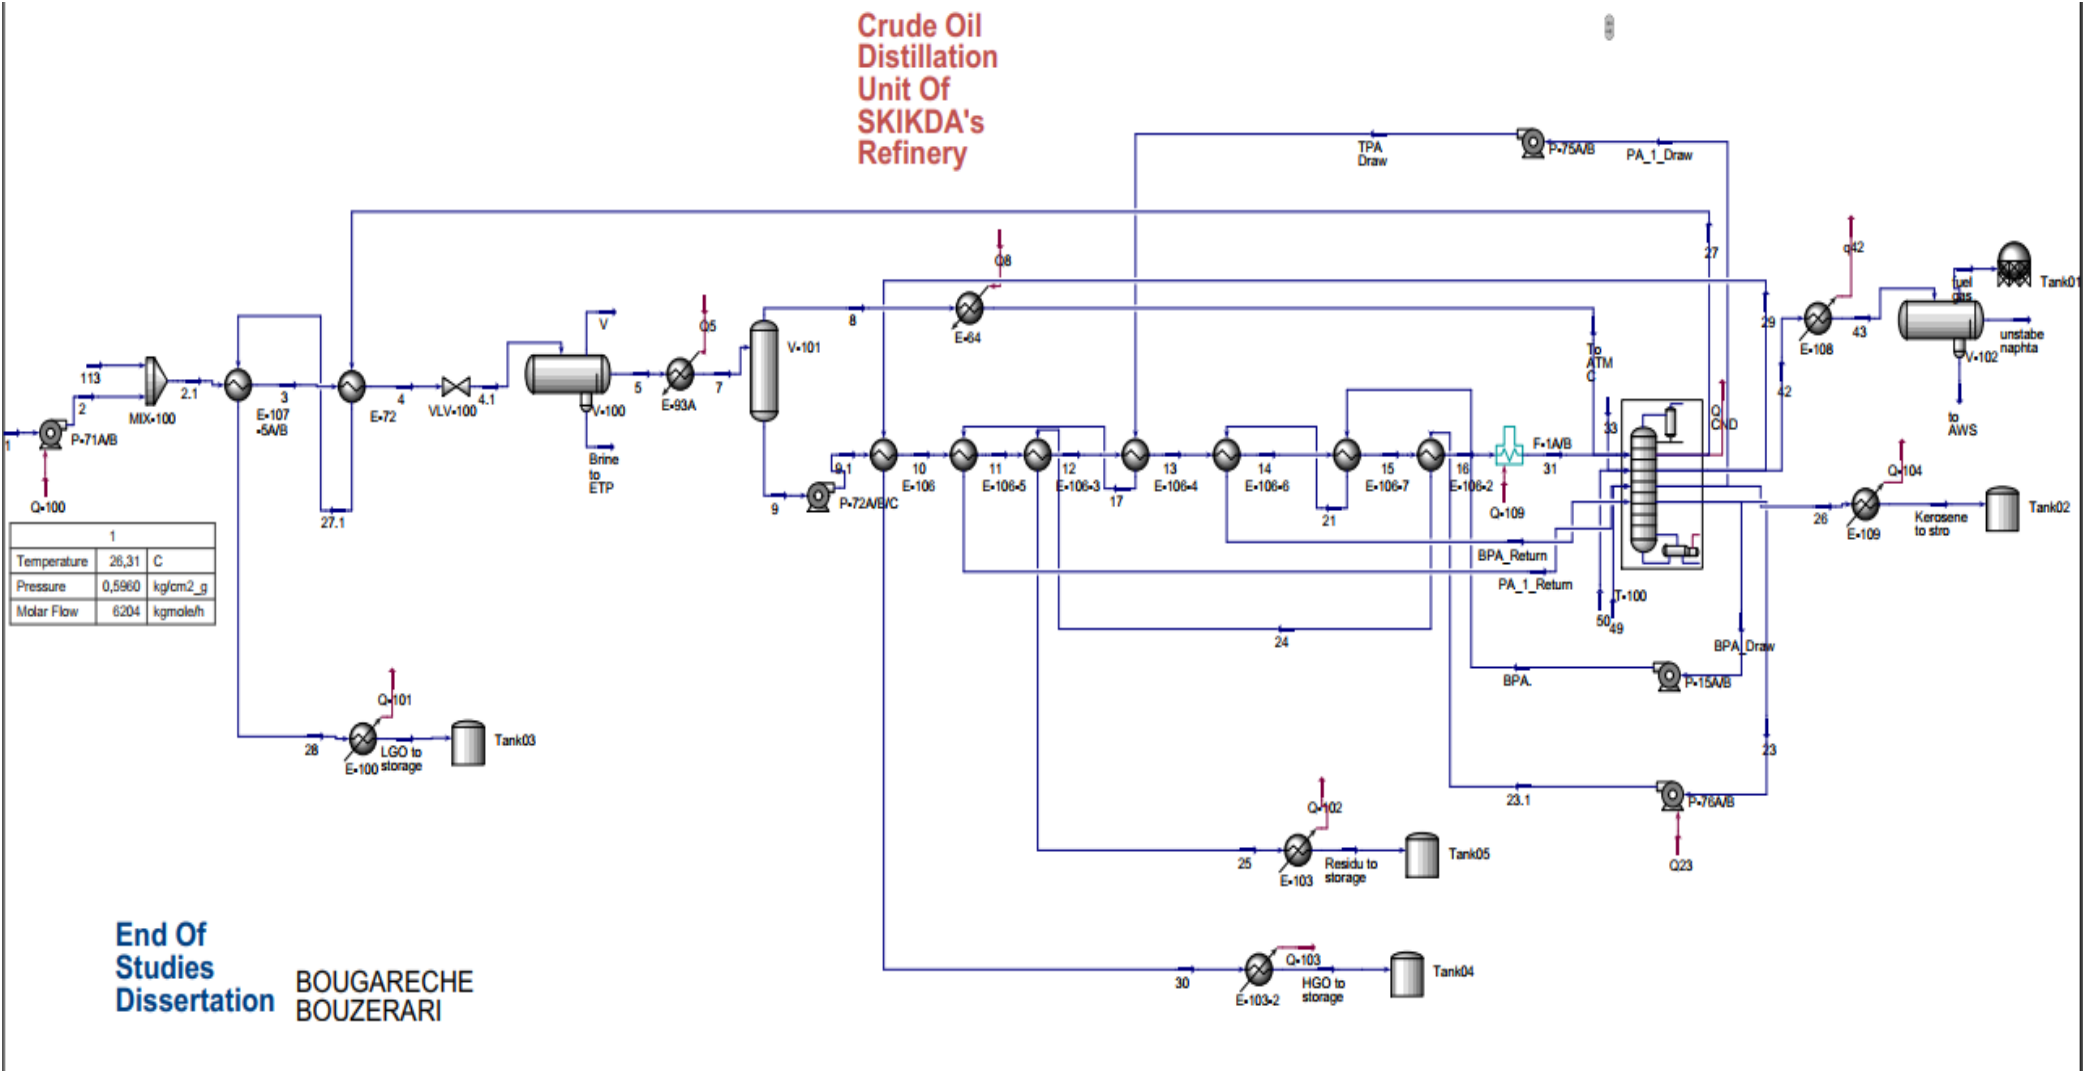 Crude Oil
Distillation
Unit Of
SKIKDA's
Refinery
TPA
Draw
P-75A/B
PA_1_Draw
27
q42
Q8
fuel
gas
Tank01
29
E-108
43
unstabe
naphta
V-102
8
E-64
V
Q5
V-101
To
ATM
C
42
to
AWS
113
2
2.1
MIX-100
3
E-107
-5A/B
E-72
4
VLV-100
4.1
V-100
5
E-93A
7
Q
CND
33
1
P-71A/B
Q-100
Brine
to
ETP
27.1
9
9.1
P-72A/B/C
10
E-106
11
E-106-5
12
E-106-3
17
13
E-106-4
14
E-106-6
21
15
E-106-7
16
E-106-2
F-1A/B
31
Q-109
Q-104
26
E-109
Kerosene
to stro
Tank02
BPA_Return
PA_1_Return
T-100
50
49
1
Temperature 26,31 C
Pressure 0,5960 kg/cm2_g
Molar Flow 6204 kgmole/h
24
BPA_Draw
BPA.
P-15A/B
Q-101
28
E-100
LGO to
storage
Tank03
23
23.1
P-76A/B
Q23
Q-102
25
E-103
Residu to
storage
Tank05
Q-103
30
E-103-2
HGO to
storage
Tank04
End Of
Studies
Dissertation
BOUGARECHE
BOUZERARI